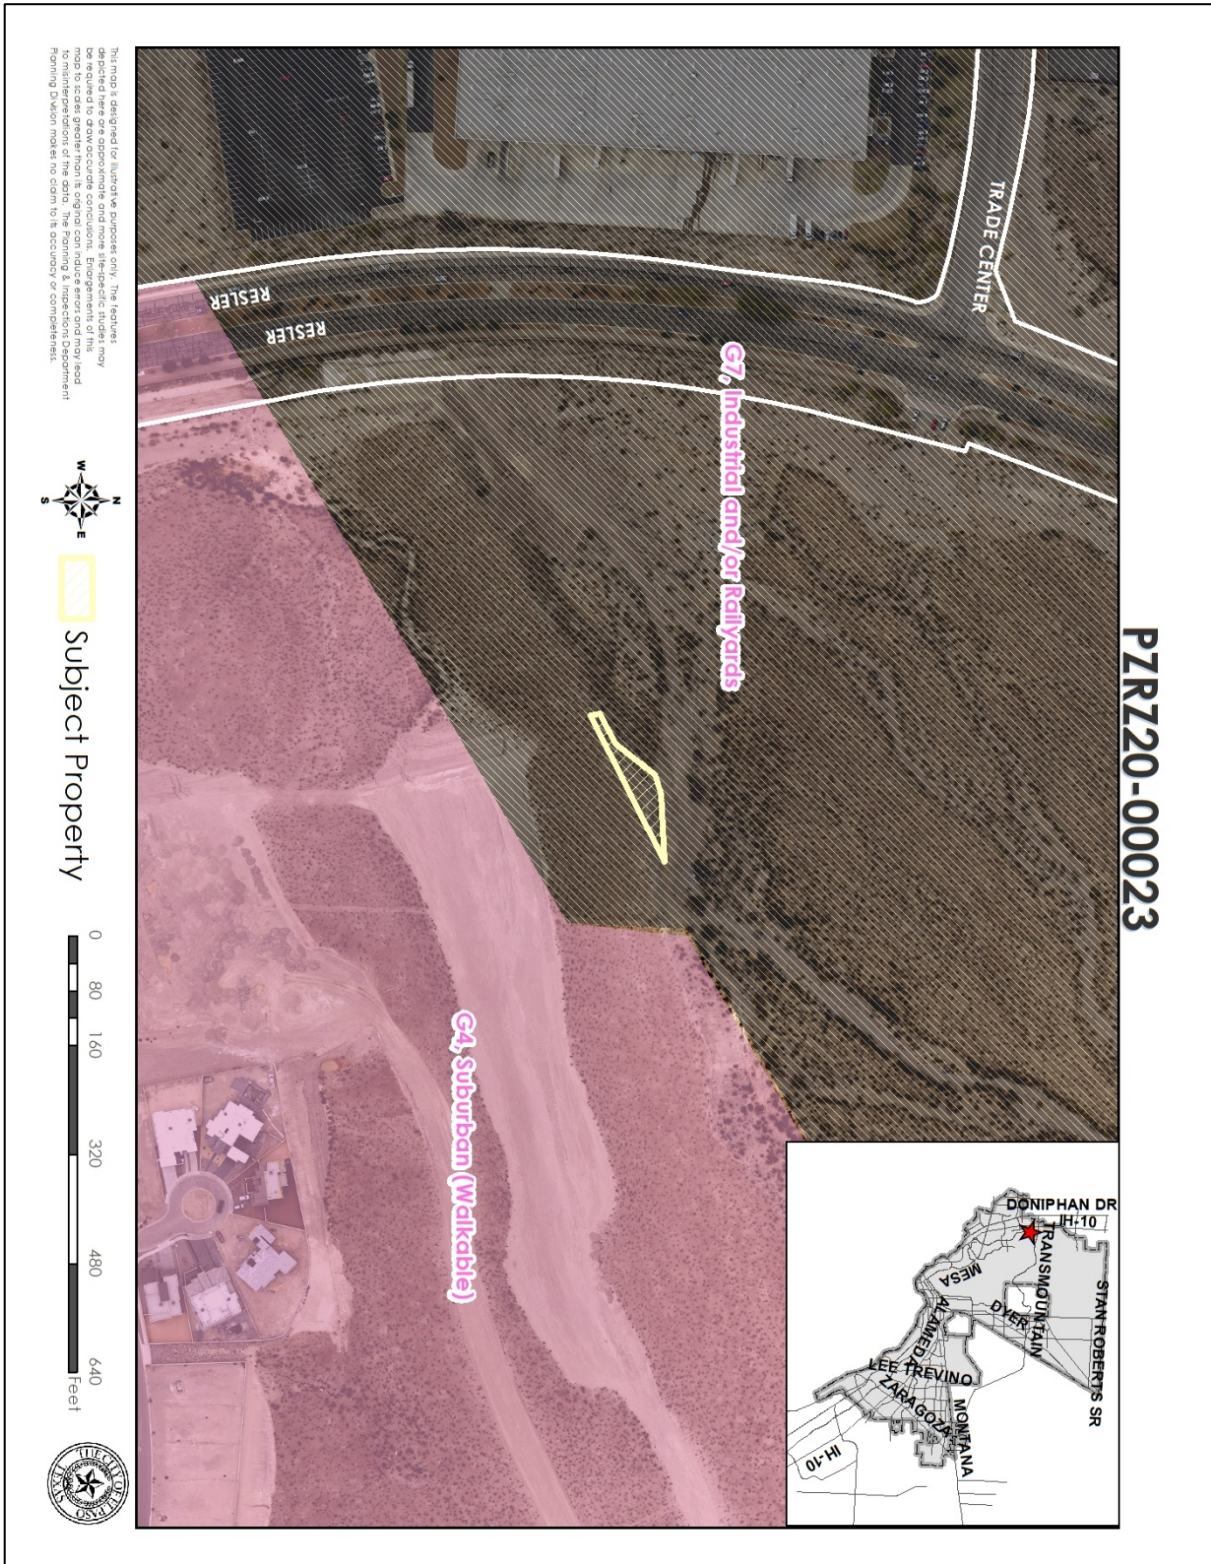 PZRZ20-00023
TRADE CENTER
RESLER
RESLER
G7, Industrial and/or Railyards
G4, Suburban (Walkable)
DONIPHAN DR
IH-10
TRANSMOUNTAIN
STAN ROBERTS SR
MESA
DYER
ALAMEDA
LEE TREVINO
ZARAGOZA
MONTANA
IH-10
This map is designed for illustrative purposes only. The features
depicted here are approximate and more site-specific studies may
be required to draw accurate conclusions. Enlargements of this
map to scales greater than its original can induce errors and may lead
to misinterpretations of the data. The Planning & Inspections Department
Planning Division makes no claim to its accuracy or completeness.
N
W
E
S
Subject Property
0 80 160 320 480 640
Feet
THE CITY OF EL PASO
TEXAS